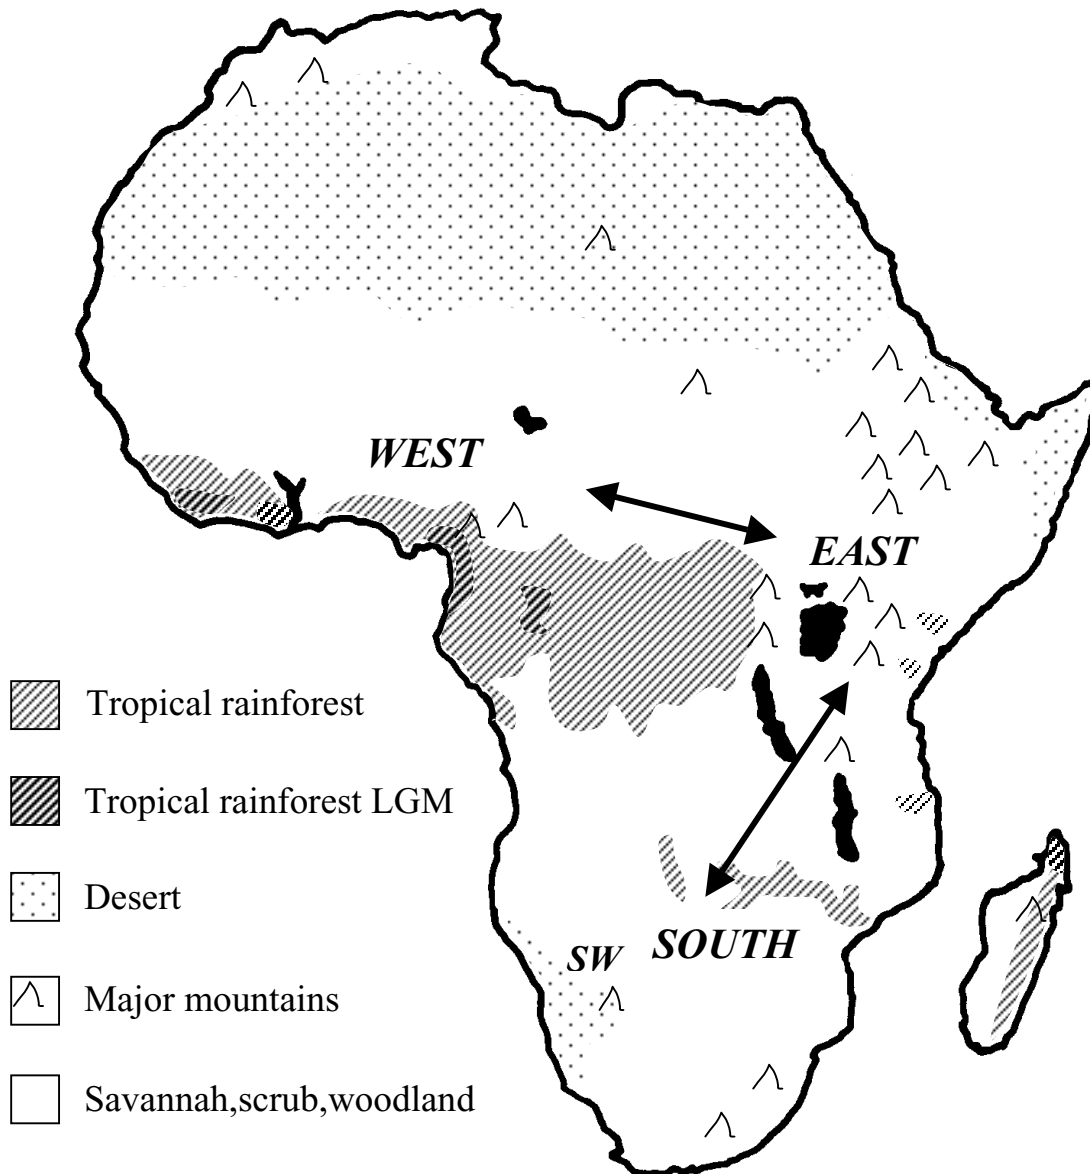 WEST
EAST
Tropical rainforest
Tropical rainforest LGM
Desert
SW
SOUTH
Major mountains
Savannah,scrub,woodland